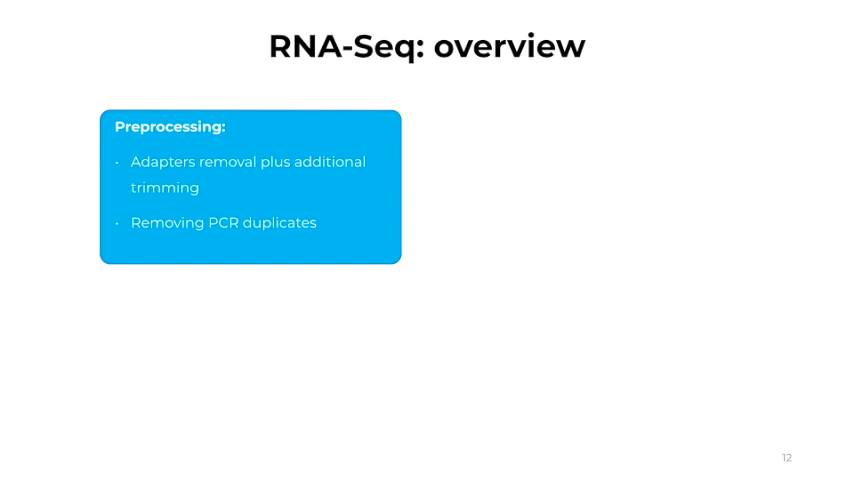 RNA-Seq: overview
Preprocessing:
• Adapters removal plus additional
trimming
• Removing PCR duplicates
12